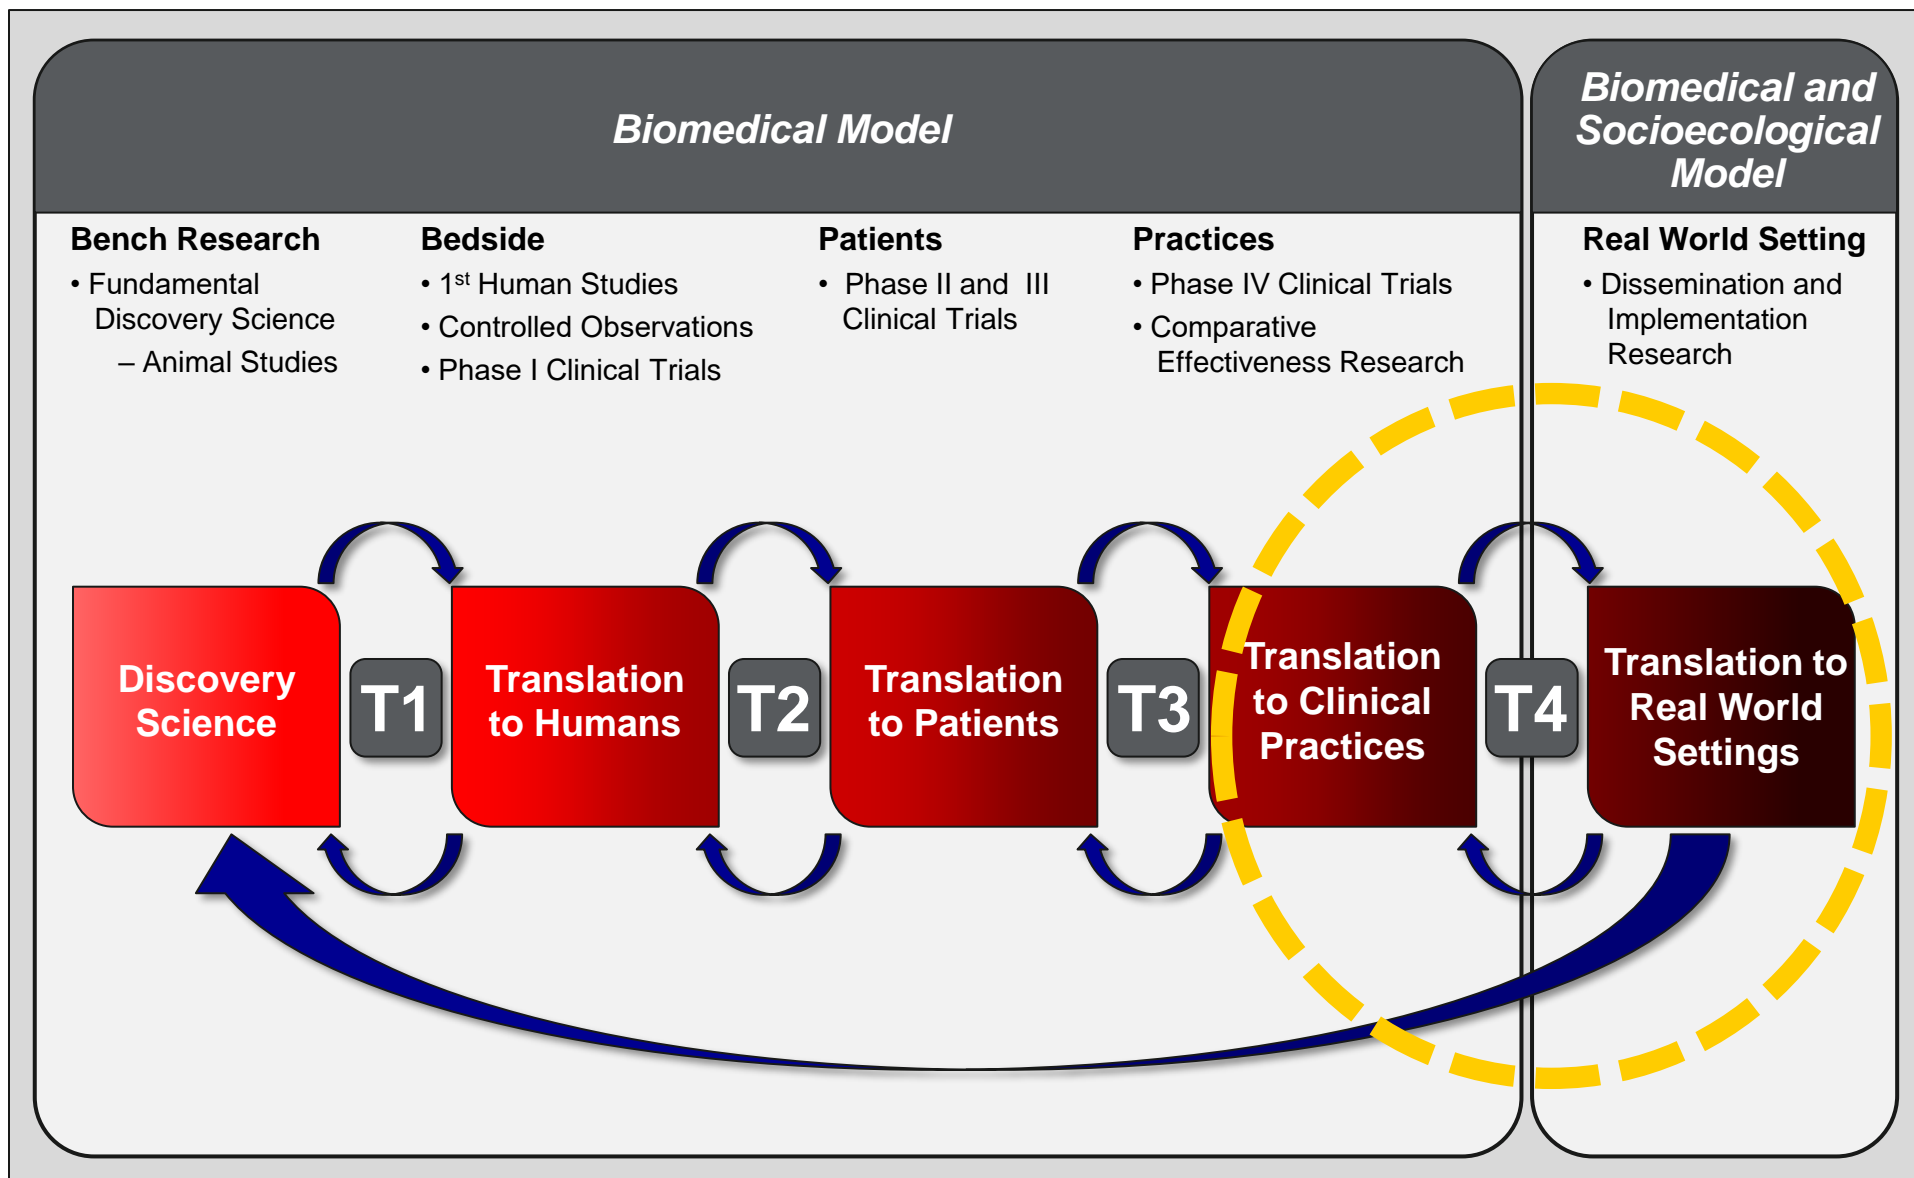 Biomedical Model
Biomedical and
Socioecological
Model
Bench Research
• Fundamental
Discovery Science
– Animal Studies
Bedside
• 1st Human Studies
• Controlled Observations
• Phase I Clinical Trials
Patients
• Phase II and III
Clinical Trials
Practices
• Phase IV Clinical Trials
• Comparative
Effectiveness Research
Real World Setting
• Dissemination and
Implementation
Research
Discovery
Science
T1
Translation
to Humans
T2
Translation
to Patients
T3
Translation
to Clinical
Practices
T4
Translation to
Real World
Settings